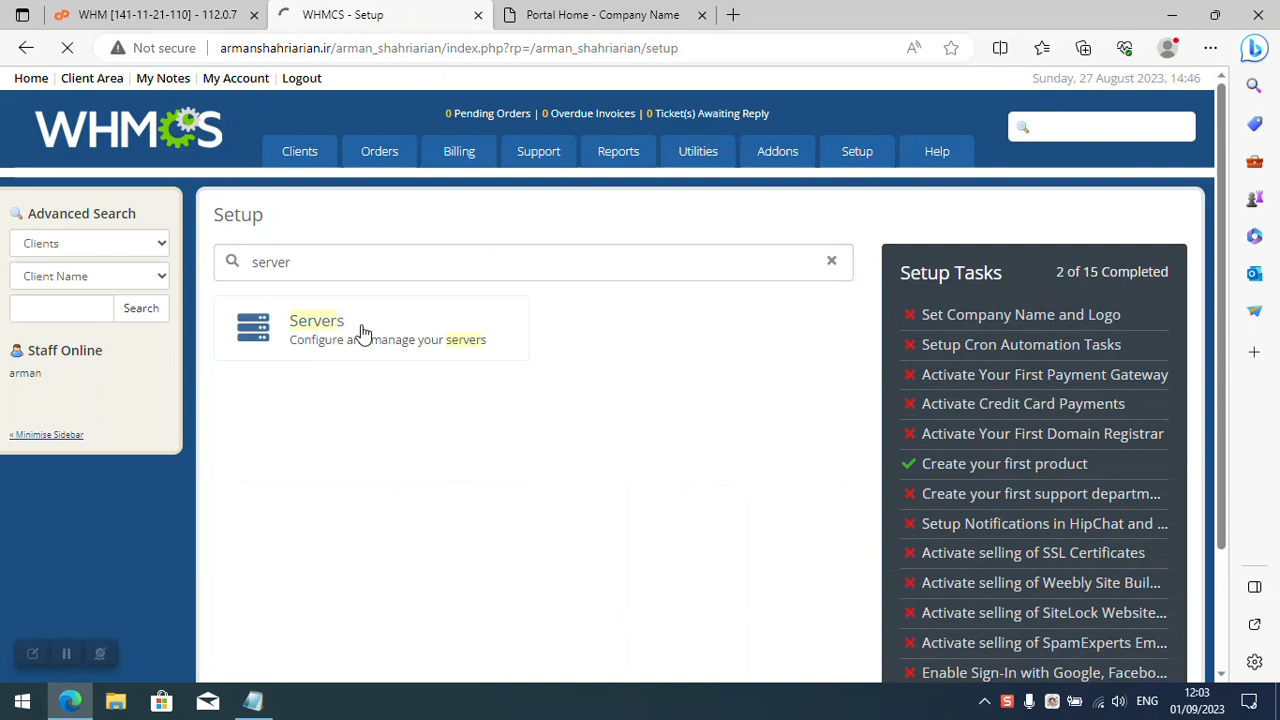 WHM [141-11-21-110] - 112.0.7
WHMCS - Setup
Portal Home - Company Name
Not secure
armanshahriarian.ir/arman_shahriarian/index.php?rp=/arman_shahriarian/setup
Home
Client Area
My Notes
My Account
Logout
Sunday, 27 August 2023, 14:46
WHMCS
0 Pending Orders | 0 Overdue Invoices | 0 Ticket(s) Awaiting Reply
Clients
Orders
Billing
Support
Reports
Utilities
Addons
Setup
Help
Advanced Search
Clients
Client Name
Search
Staff Online
arman
« Minimise Sidebar
Setup
server
Servers
Configure and manage your servers
Setup Tasks
2 of 15 Completed
Set Company Name and Logo
Setup Cron Automation Tasks
Activate Your First Payment Gateway
Activate Credit Card Payments
Activate Your First Domain Registrar
Create your first product
Create your first support departm...
Setup Notifications in HipChat and ...
Activate selling of SSL Certificates
Activate selling of Weebly Site Buil...
Activate selling of SiteLock Website...
Activate selling of SpamExperts Em...
Enable Sign-In with Google, Facebo...
ENG
12:03
01/09/2023